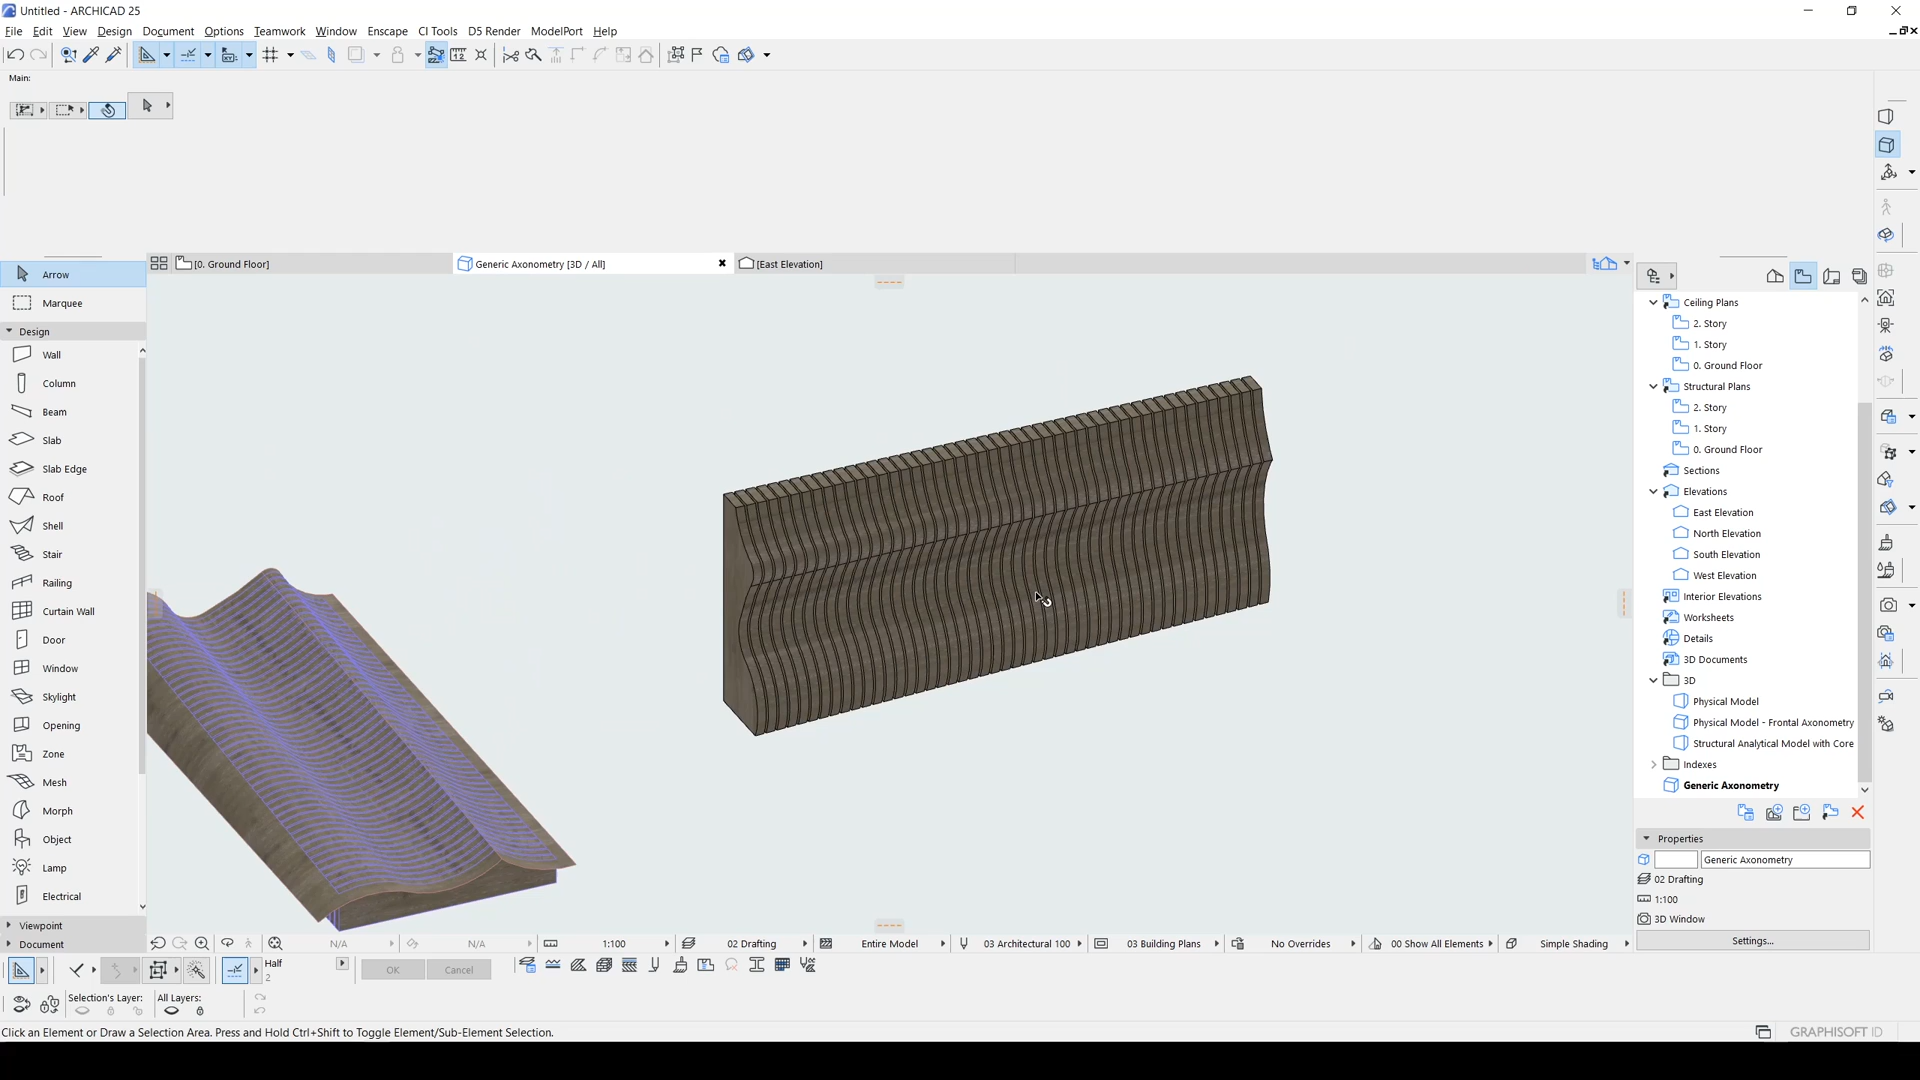 Untitled - ARCHICAD 25
File Edit View Design Document Options Teamwork Window Enscape CI Tools D5 Render ModelPort Help
Main:
[0. Ground Floor]
Generic Axonometry [3D / All]
[East Elevation]
Arrow
Marquee
Design
Wall
Column
Beam
Slab
Slab Edge
Roof
Shell
Stair
Railing
Curtain Wall
Door
Window
Skylight
Opening
Zone
Mesh
Morph
Object
Lamp
Electrical
Viewpoint
Document
Ceiling Plans
2. Story
1. Story
0. Ground Floor
Structural Plans
2. Story
1. Story
0. Ground Floor
Sections
Elevations
East Elevation
North Elevation
South Elevation
West Elevation
Interior Elevations
Worksheets
Details
3D Documents
3D
Physical Model
Physical Model - Frontal Axonometry
Structural Analytical Model with Core
Indexes
Generic Axonometry
Properties
Generic Axonometry
02 Drafting
1:100
3D Window
Settings...
N/A N/A 1:100 02 Drafting Entire Model 03 Architectural 100 03 Building Plans No Overrides 00 Show All Elements Simple Shading
Half
2
OK Cancel
Selection's Layer: All Layers:
Click an Element or Draw a Selection Area. Press and Hold Ctrl+Shift to Toggle Element/Sub-Element Selection.
GRAPHISOFT ID